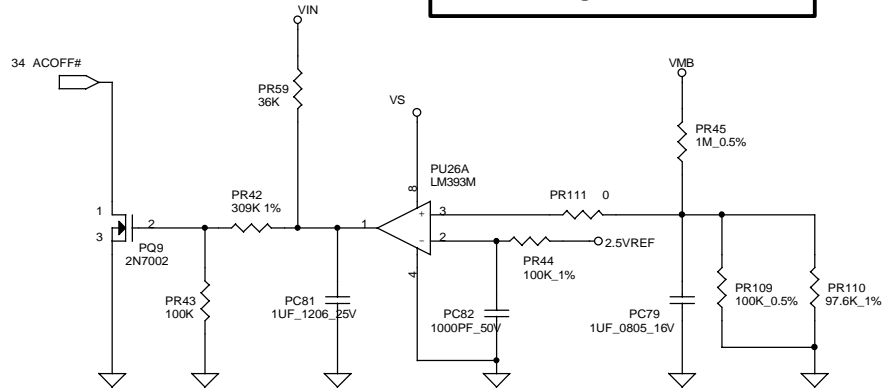 VIN
34 ACOFF#
PR59
36K
VS
VMB
PR45
1M_0.5%
PU26A
LM393M
8
PR111 0
PR42
309K 1%
1
2
3
PQ9
2N7002
1
+
-
3
2
4
2.5VREF
PR44
100K_1%
PR43
100K
PC81
1UF_1206_25V
PC82
1000PF_50V
PC79
1UF_0805_16V
PR109
100K_0.5%
PR110
97.6K_1%